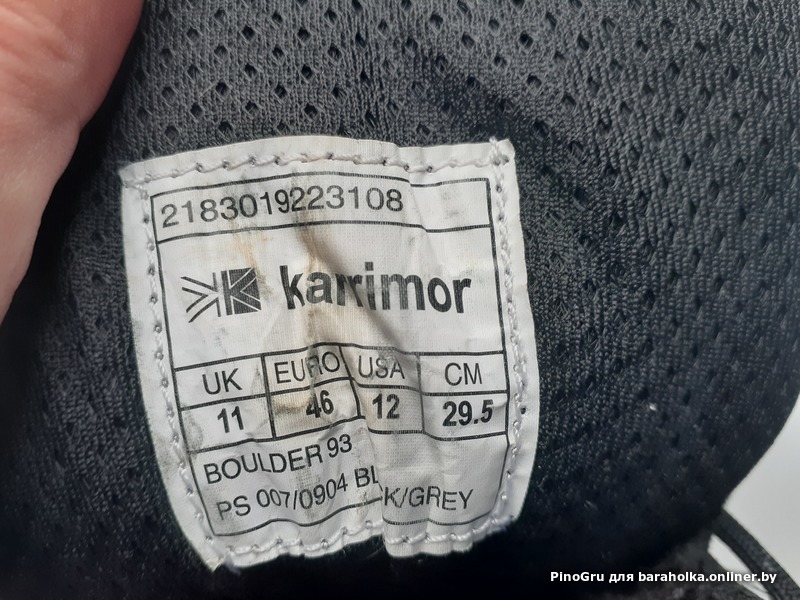 2183019223108
karrimor
UK EURO USA CM
11 46 12 29.5
BOULDER 93
PS 007/0904 BLK/GREY
PinoGru для baraholka.onliner.by